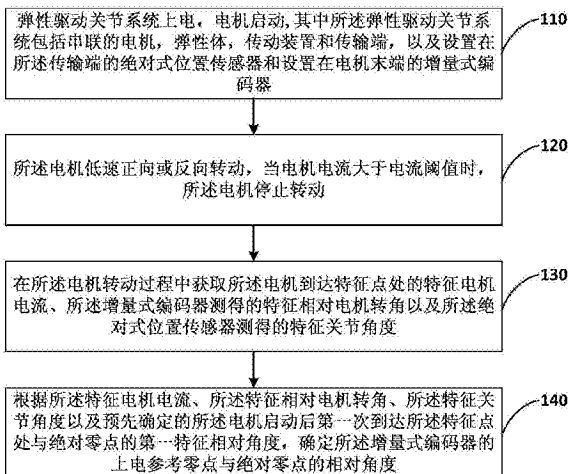 弹性驱动关节系统上电，电机启动,其中所述弹性驱动关节系
统包括串联的电机，弹性体，传动装置和传输端，以及设置在
所述传输端的绝对式位置传感器和设置在电机末端的增量式编
码器
110
所述电机低速正向或反向转动，当电机电流大于电流阈值时，
所述电机停止转动
120
在所述电机转动过程中获取所述电机到达特征点处的特征电机
电流、所述增量式编码器测得的特征相对电机转角以及所述绝
对式位置传感器测得的特征关节角度
130
根据所述特征电机电流、所述特征相对电机转角、所述特征关
节角度以及预先确定的所述电机启动后第一次到达所述特征点
处与绝对零点的第一特征相对角度，确定所述增量式编码器的
上电参考零点与绝对零点的相对角度
140